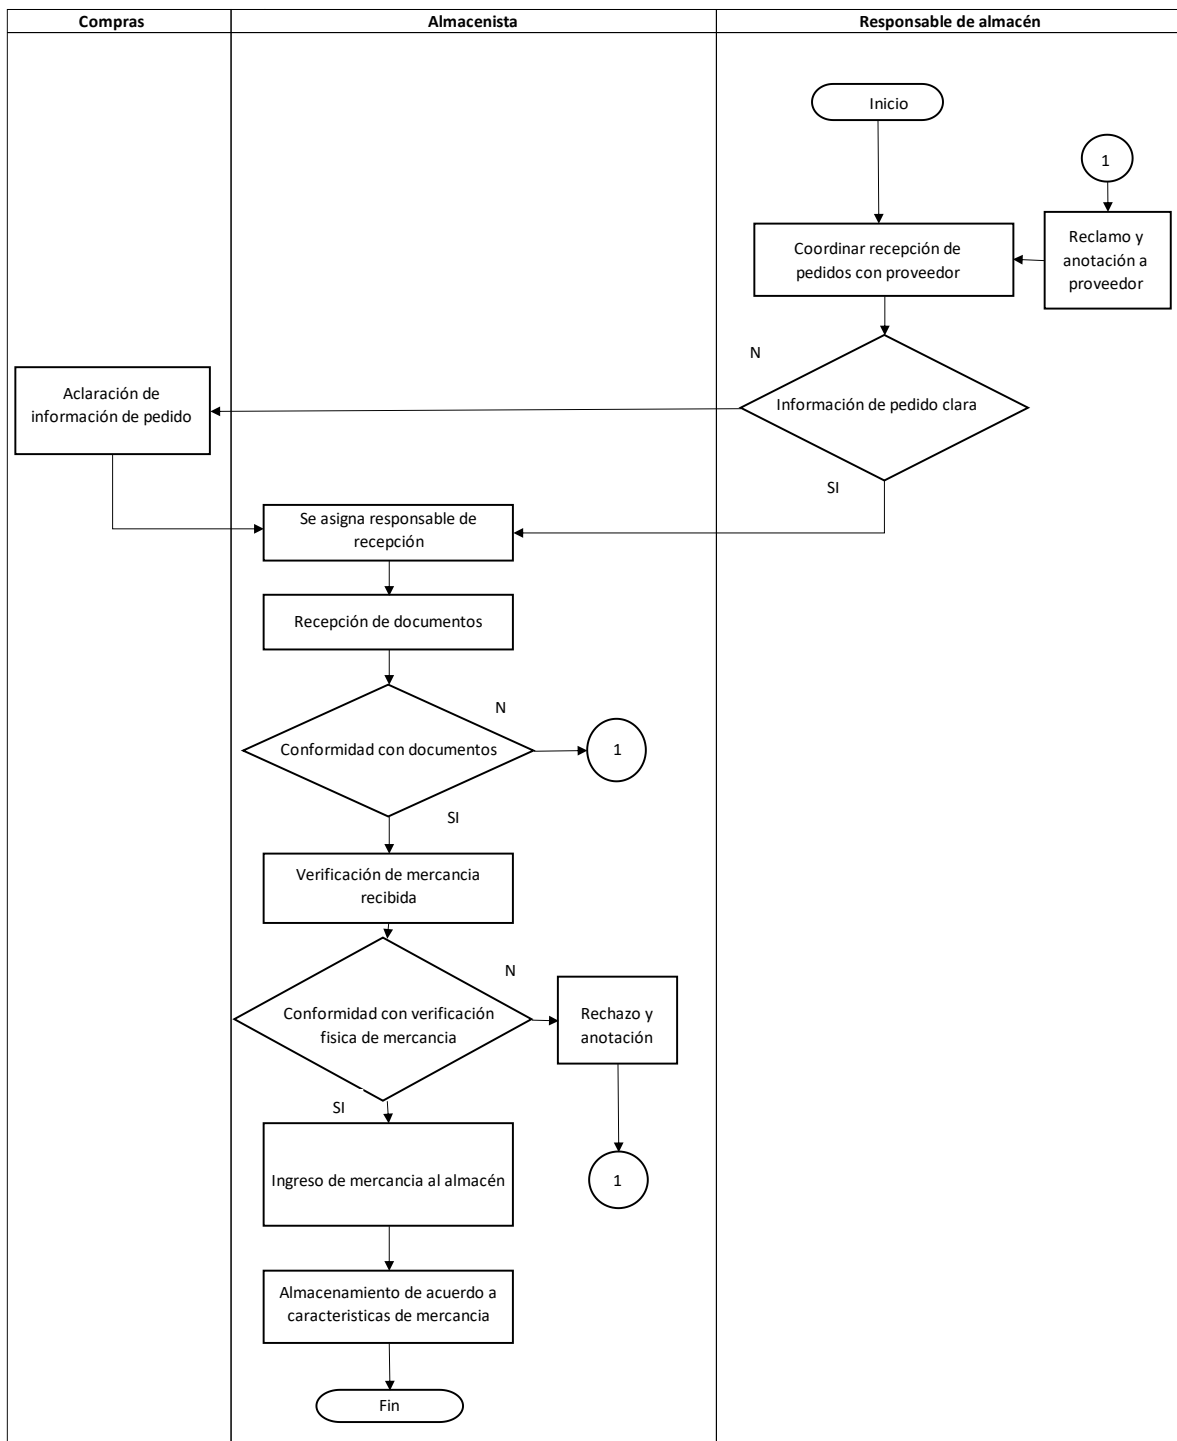 Compras
Almacenista
Responsable de almacén
Inicio
1
Coordinar recepción de
pedidos con proveedor
Reclamo y
anotación a
proveedor
N
Información de pedido clara
SI
Aclaración de
información de pedido
Se asigna responsable de
recepción
Recepción de documentos
N
Conformidad con documentos
1
SI
Verificación de mercancia
recibida
N
Conformidad con verificación
fisica de mercancia
Rechazo y
anotación
SI
Ingreso de mercancia al almacén
1
Almacenamiento de acuerdo a
caracteristicas de mercancia
Fin